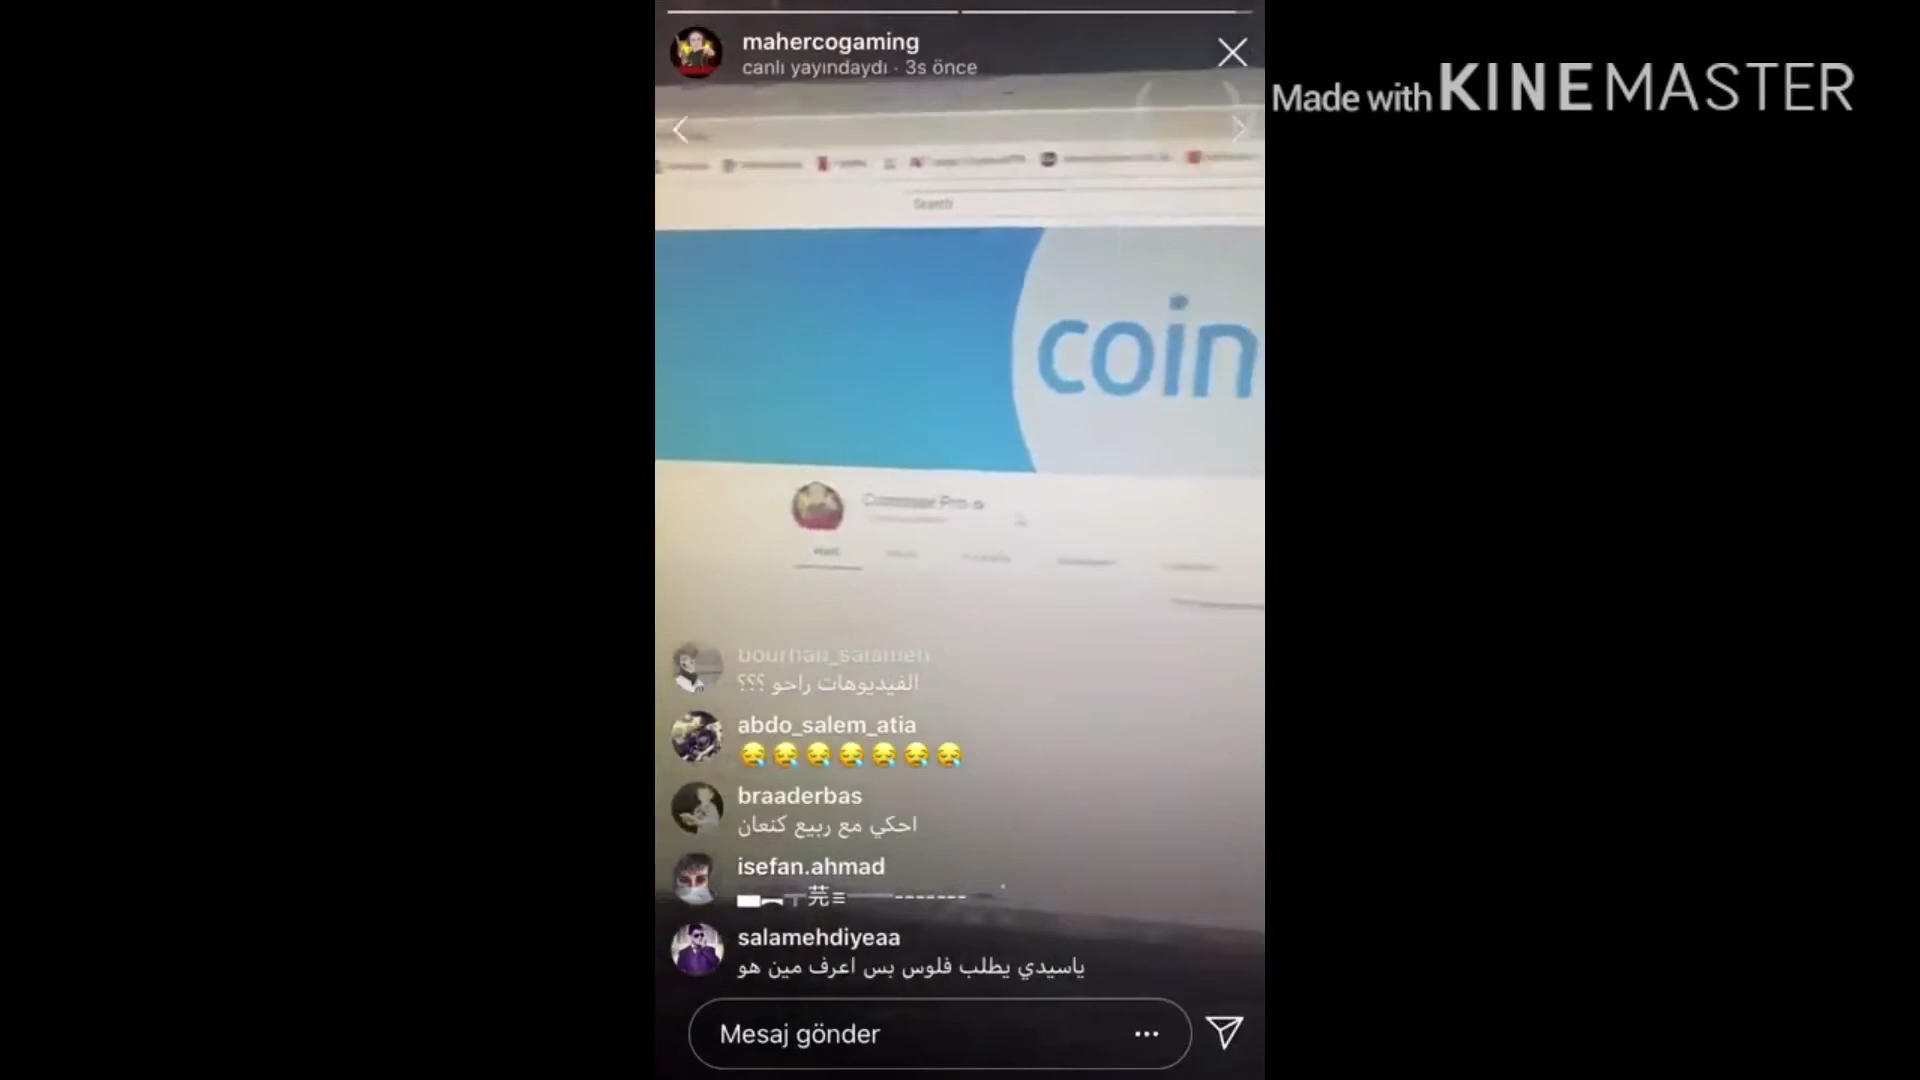 mahercogaming
canlı yayındaydı · 3s önce
Made with KINEMASTER
Search
coin
bourhan_salameh
الفيديوهات راحو ؟؟؟
abdo_salem_atia
😪😪😪😪😪😪😪
braaderbas
احكي مع ربيع كنعان
isefan.ahmad
salamehdiyeaa
ياسيدي يطلب فلوس بس اعرف مين هو
Mesaj gönder